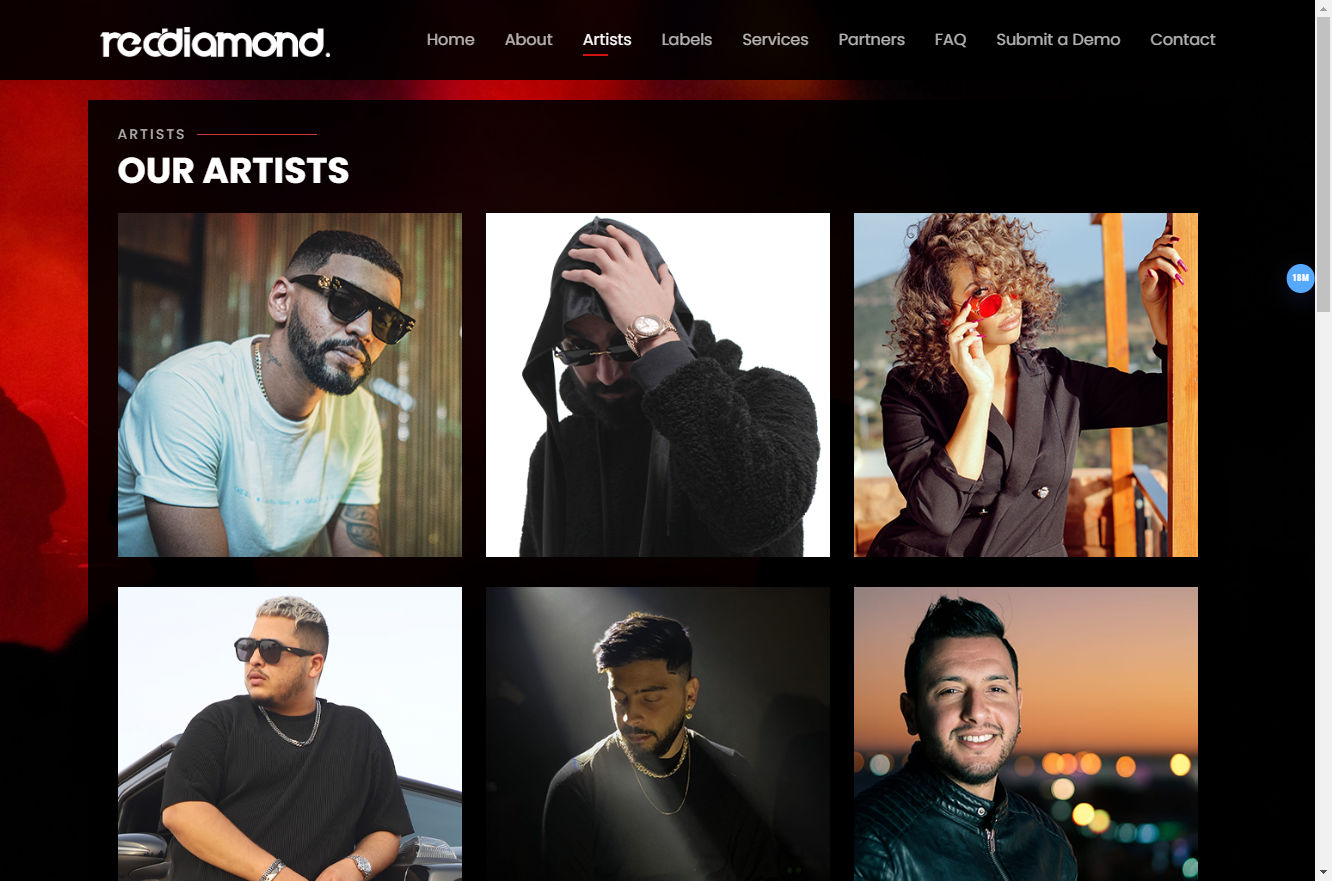 reddiamond.
Home About Artists Labels Services Partners FAQ Submit a Demo Contact
ARTISTS
OUR ARTISTS
18M